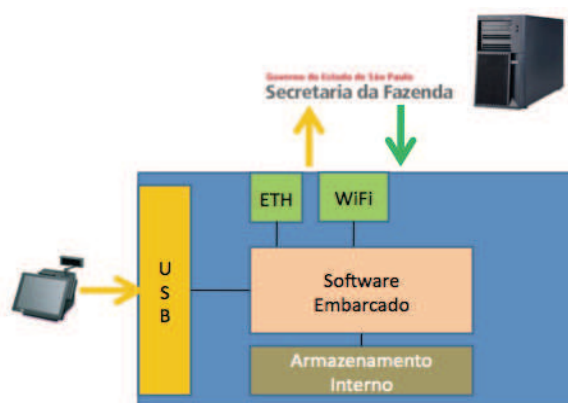 Governo do Estado de São Paulo
Secretaria da Fazenda
ETH
WiFi
U
S
B
Software
Embarcado
Armazenamento
Interno